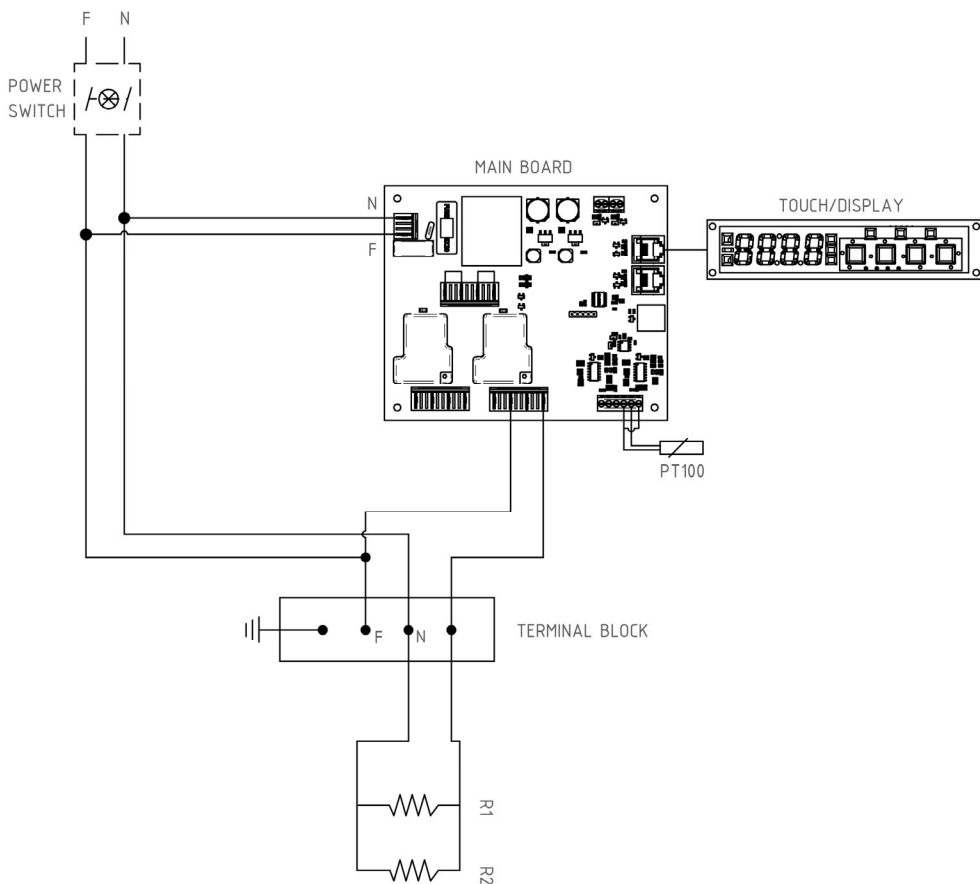 F N
POWER
SWITCH
MAIN BOARD
N
F
TOUCH/DISPLAY
PT100
F N
TERMINAL BLOCK
R1
R2